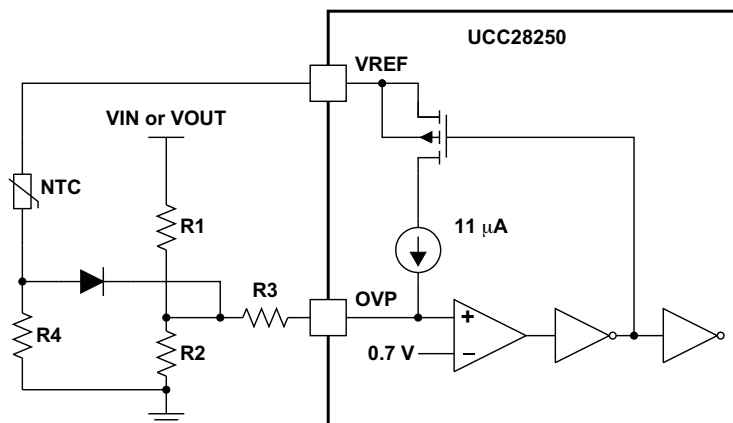 UCC28250
VREF
VIN or VOUT
NTC
R1
11 μA
R3
OVP
R4
R2
0.7 V
+
−